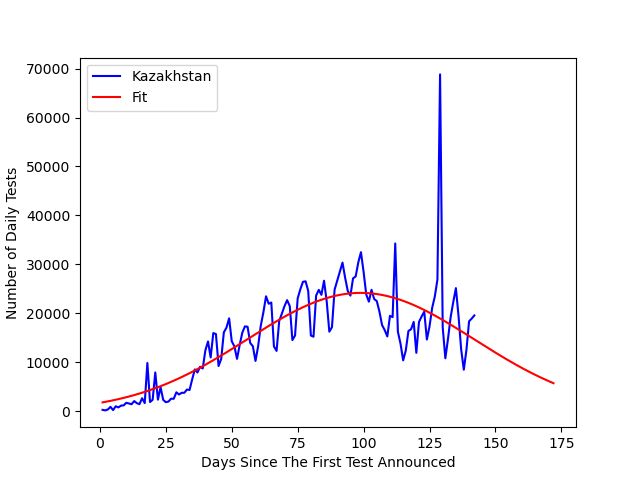 Kazakhstan
Fit
70000
60000
50000
40000
30000
20000
10000
0
Number of Daily Tests
0 25 50 75 100 125 150 175
Days Since The First Test Announced